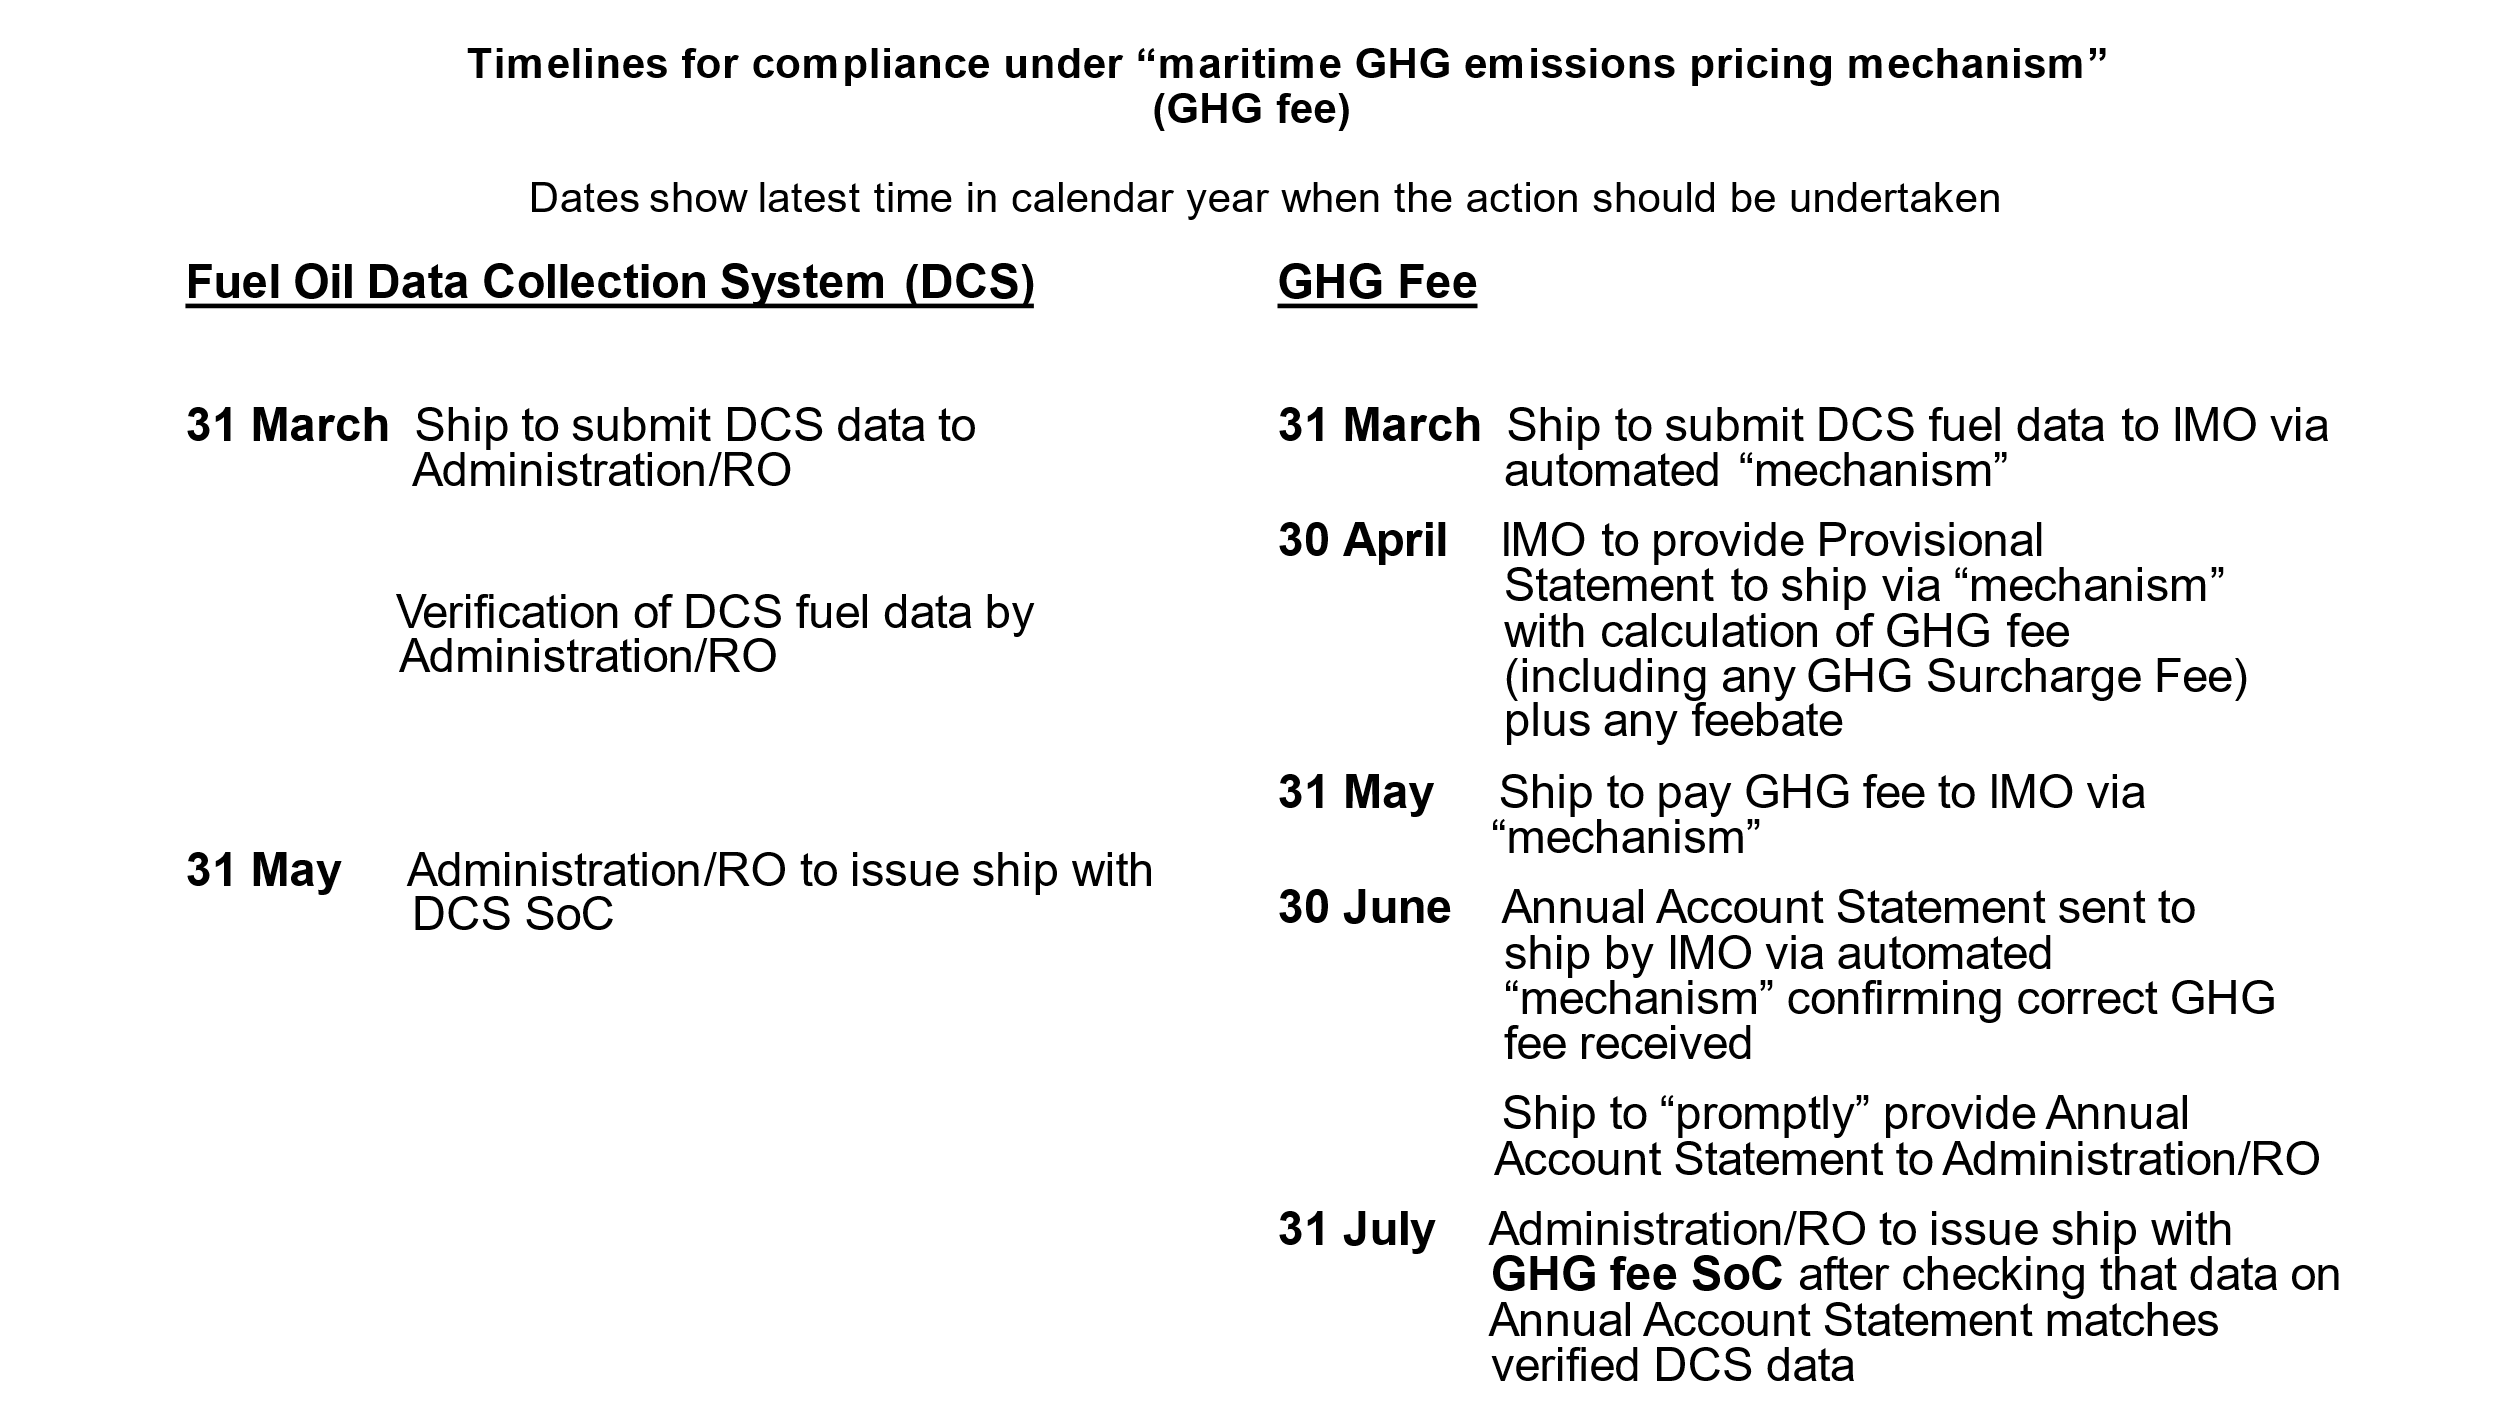 Timelines for compliance under “maritime GHG emissions pricing mechanism”
(GHG fee)
Dates show latest time in calendar year when the action should be undertaken
Fuel Oil Data Collection System (DCS)
31 March Ship to submit DCS data to
Administration/RO
Verification of DCS fuel data by
Administration/RO
31 May Administration/RO to issue ship with
DCS SoC
GHG Fee
31 March Ship to submit DCS fuel data to IMO via
automated “mechanism”
30 April IMO to provide Provisional
Statement to ship via “mechanism”
with calculation of GHG fee
(including any GHG Surcharge Fee)
plus any feebate
31 May Ship to pay GHG fee to IMO via
“mechanism”
30 June Annual Account Statement sent to
ship by IMO via automated
“mechanism” confirming correct GHG
fee received
Ship to “promptly” provide Annual
Account Statement to Administration/RO
31 July Administration/RO to issue ship with
GHG fee SoC after checking that data on
Annual Account Statement matches
verified DCS data